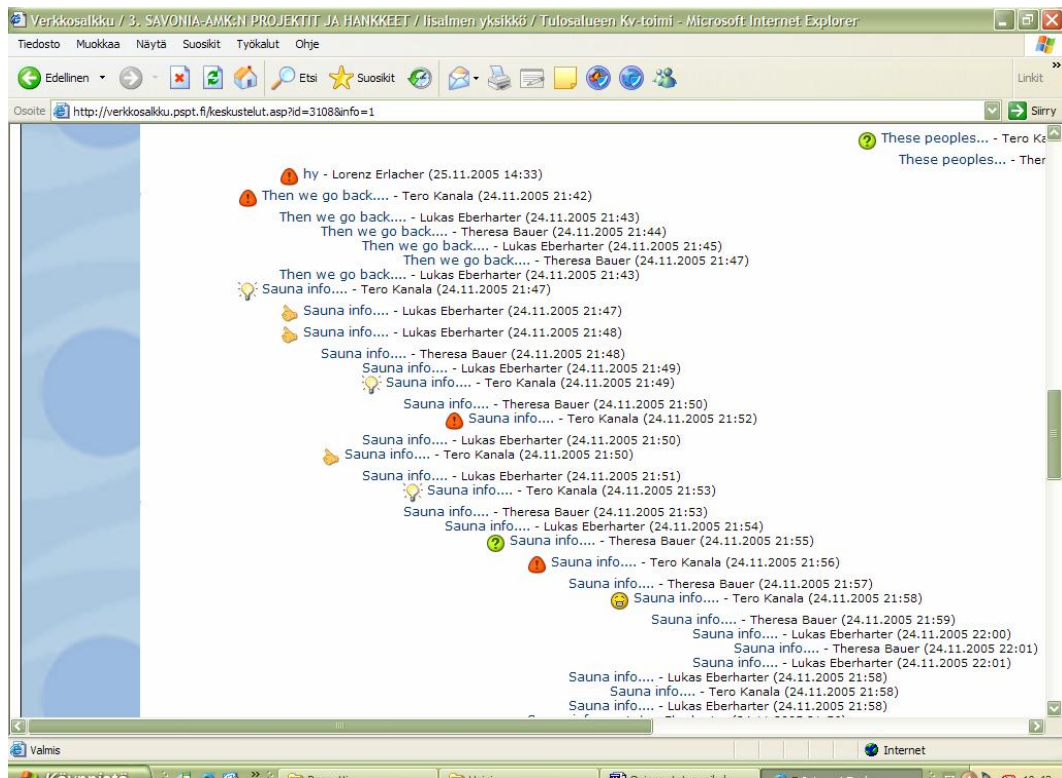 Verkkosalkku / 3. SAVONIA-AMK:N PROJEKTIT JA HANKKEET / Iisalmen yksikkö / Tulosalueen Kv-toimi - Microsoft Internet Explorer
Tiedosto Muokkaa Näytä Suosikit Työkalut Ohje
Edellinen Etsi Suosikit Linkit
Osoite http://verkkosalkku.pspt.fi/keskustelut.asp?id=3108&info=1 Siirry
These peoples... - Tero
These peoples... -
hy - Lorenz Erlacher (25.11.2005 14:33)
Then we go back.... - Tero Kanala (24.11.2005 21:42)
Then we go back.... - Lukas Eberharter (24.11.2005 21:43)
Then we go back.... - Theresa Bauer (24.11.2005 21:44)
Then we go back.... - Lukas Eberharter (24.11.2005 21:45)
Then we go back.... - Theresa Bauer (24.11.2005 21:47)
Then we go back.... - Lukas Eberharter (24.11.2005 21:43)
Sauna info.... - Tero Kanala (24.11.2005 21:47)
Sauna info.... - Lukas Eberharter (24.11.2005 21:47)
Sauna info.... - Lukas Eberharter (24.11.2005 21:48)
Sauna info.... - Theresa Bauer (24.11.2005 21:48)
Sauna info.... - Lukas Eberharter (24.11.2005 21:49)
Sauna info.... - Tero Kanala (24.11.2005 21:49)
Sauna info.... - Theresa Bauer (24.11.2005 21:50)
Sauna info.... - Tero Kanala (24.11.2005 21:52)
Sauna info.... - Lukas Eberharter (24.11.2005 21:50)
Sauna info.... - Tero Kanala (24.11.2005 21:50)
Sauna info.... - Lukas Eberharter (24.11.2005 21:51)
Sauna info.... - Tero Kanala (24.11.2005 21:53)
Sauna info.... - Theresa Bauer (24.11.2005 21:53)
Sauna info.... - Lukas Eberharter (24.11.2005 21:54)
Sauna info.... - Theresa Bauer (24.11.2005 21:55)
Sauna info.... - Tero Kanala (24.11.2005 21:56)
Sauna info.... - Theresa Bauer (24.11.2005 21:57)
Sauna info.... - Tero Kanala (24.11.2005 21:58)
Sauna info.... - Theresa Bauer (24.11.2005 21:59)
Sauna info.... - Lukas Eberharter (24.11.2005 22:00)
Sauna info.... - Theresa Bauer (24.11.2005 22:01)
Sauna info.... - Lukas Eberharter (24.11.2005 22:01)
Sauna info.... - Lukas Eberharter (24.11.2005 21:58)
Sauna info.... - Tero Kanala (24.11.2005 21:58)
Sauna info.... - Lukas Eberharter (24.11.2005 21:58)
Valmis Internet